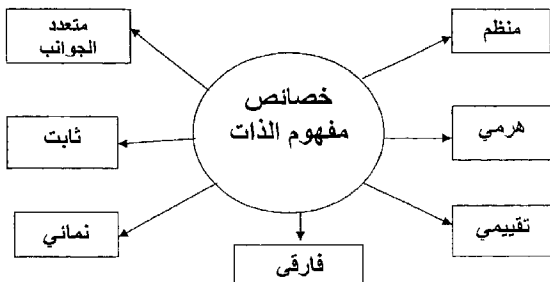 خصائص
مفهوم الذات
منظم
هرمي
تقييمي
فارقي
نمائي
ثابت
متعدد
الجوانب